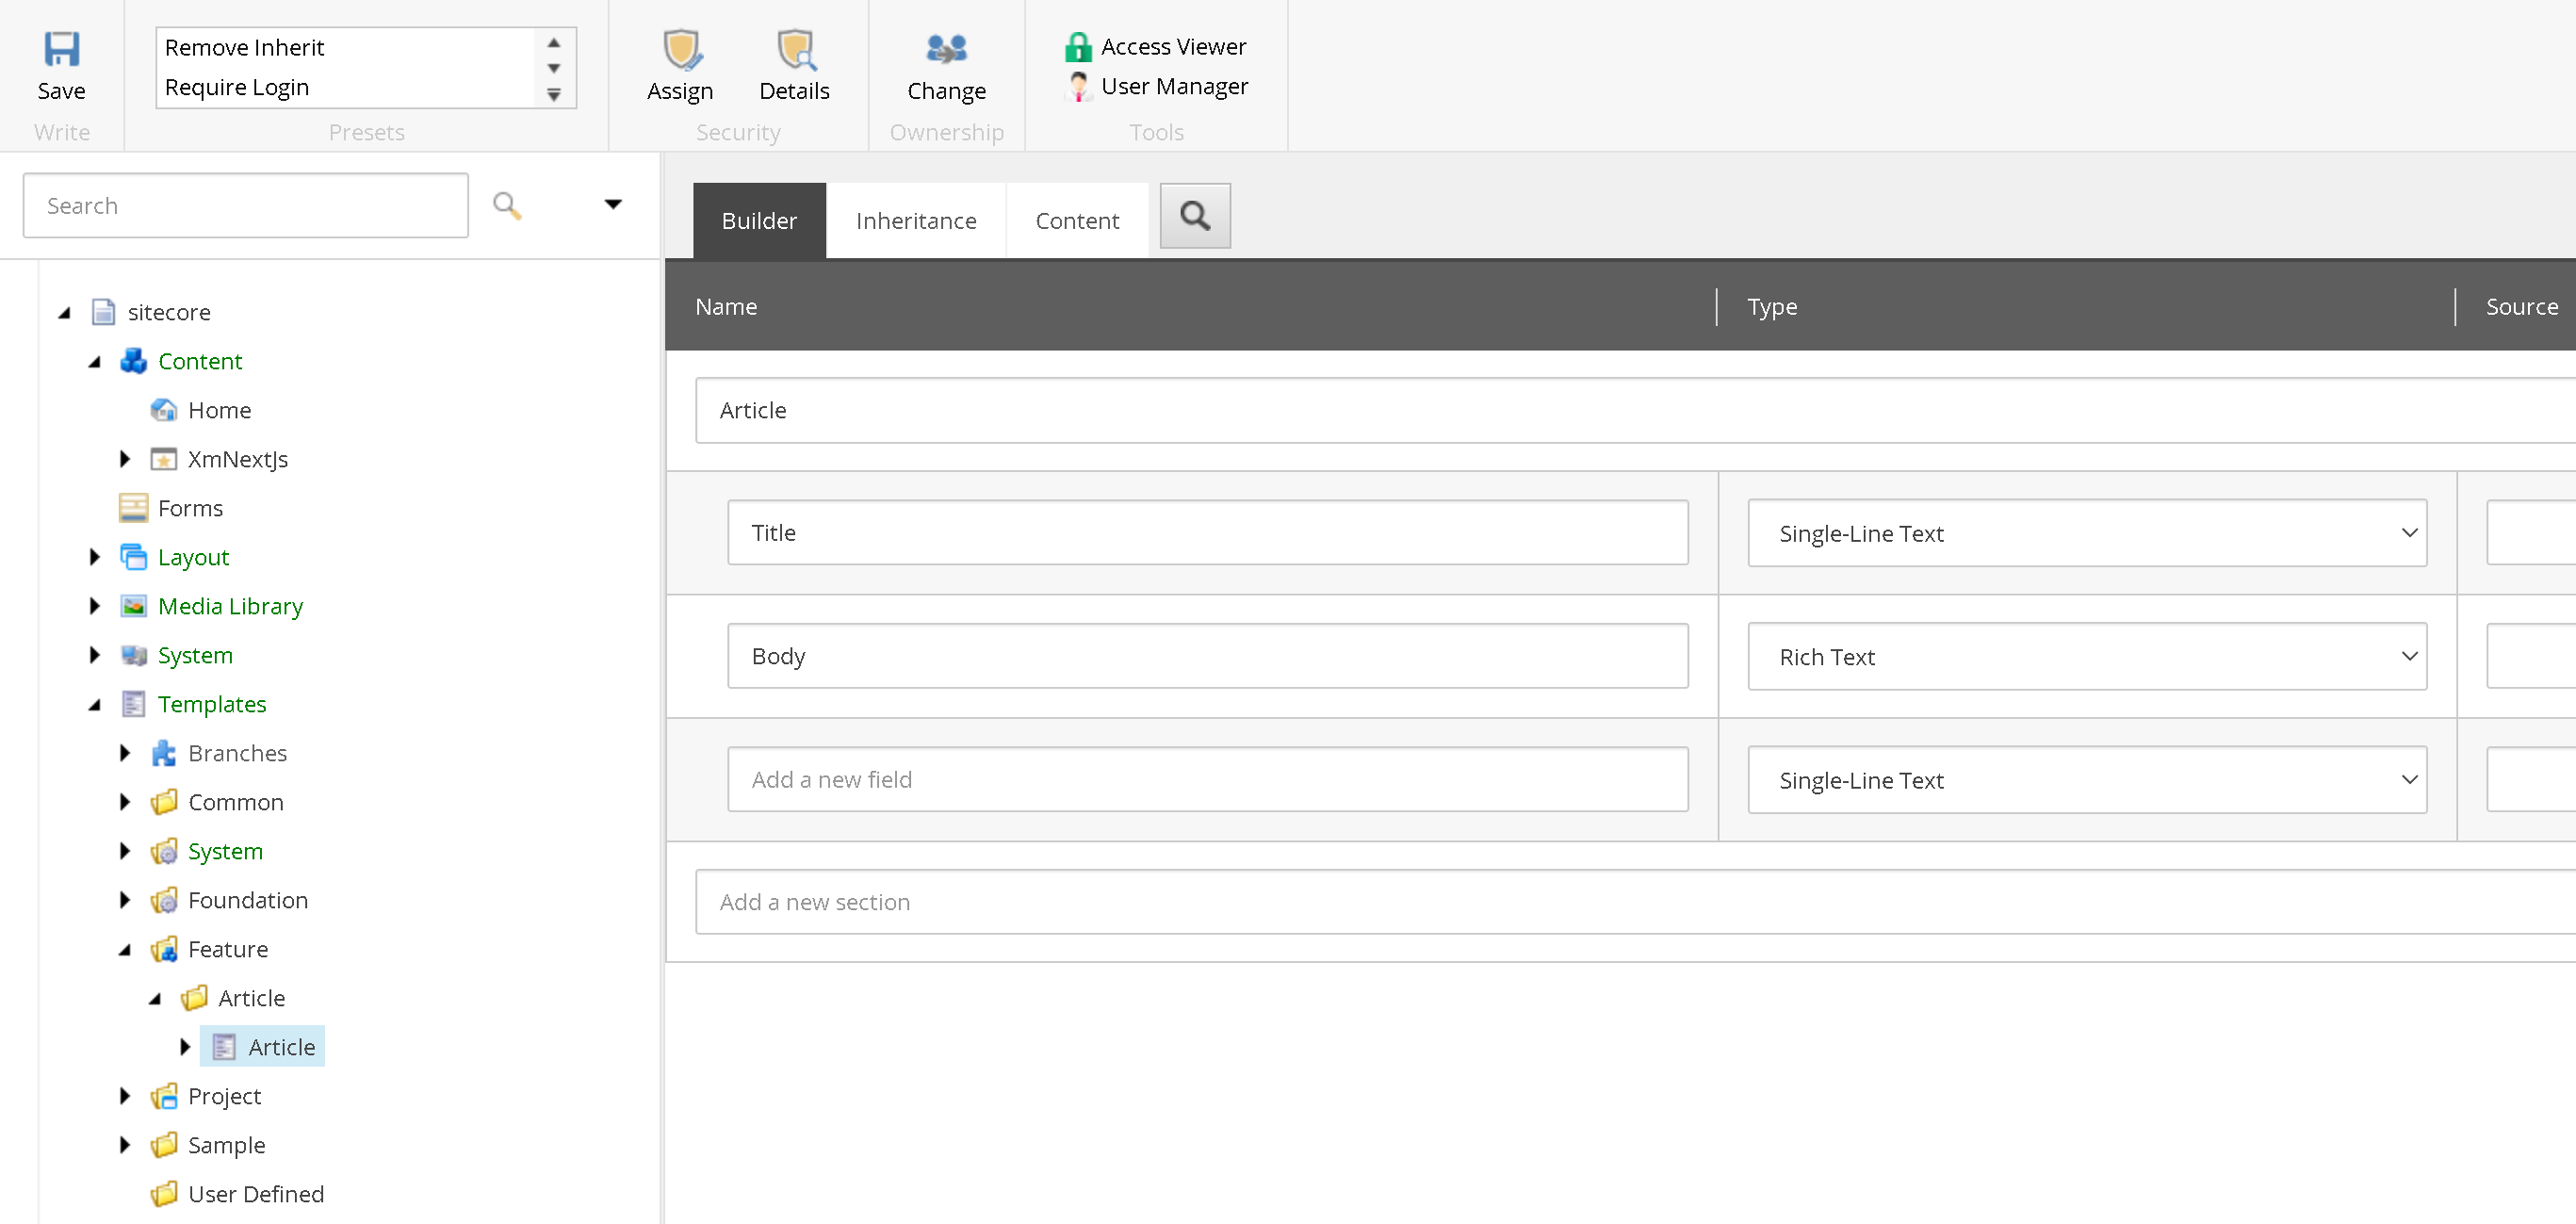 Save
Write
Remove Inherit
Require Login
Presets
Assign
Details
Security
Change
Ownership
Access Viewer
User Manager
Tools
Search
sitecore
Content
Home
XmNextJs
Forms
Layout
Media Library
System
Templates
Branches
Common
System
Foundation
Feature
Article
Article
Project
Sample
User Defined
Builder
Inheritance
Content
Name
Type
Source
Article
Title
Single-Line Text
Body
Rich Text
Add a new field
Single-Line Text
Add a new section